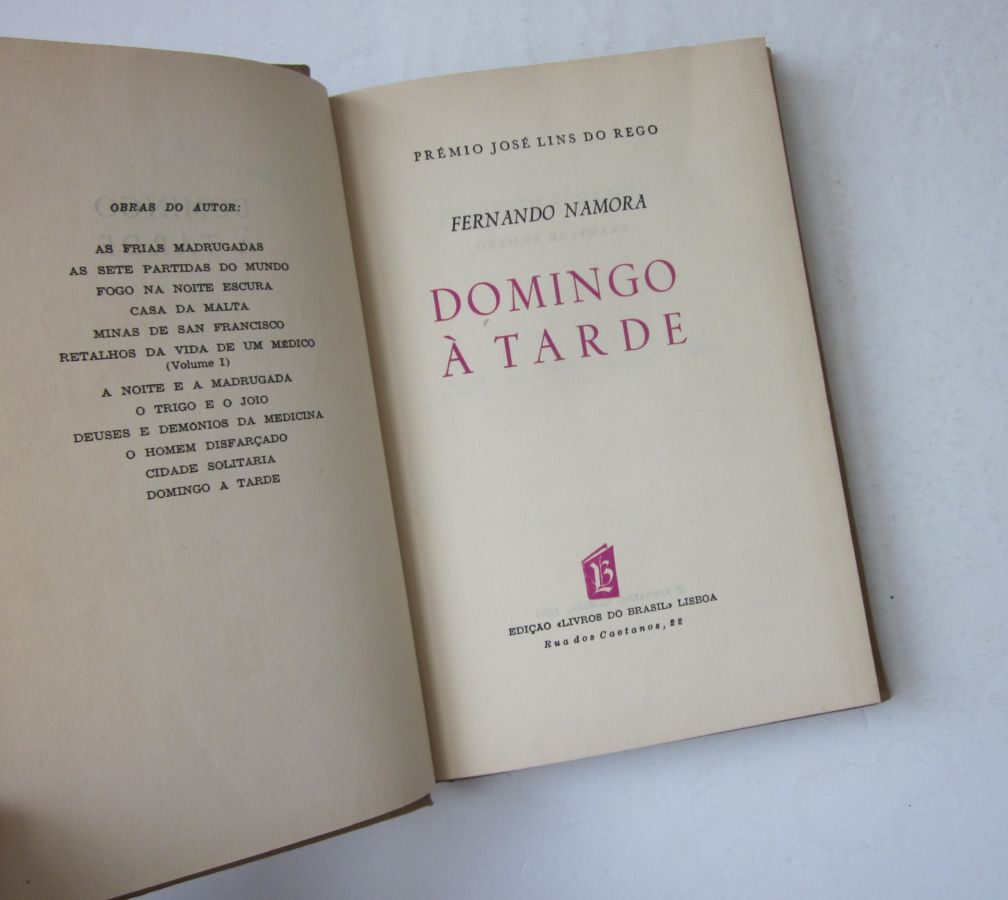 OBRAS DO AUTOR:
AS FRIAS MADRUGADAS
AS SETE PARTIDAS DO MUNDO
FOGO NA NOITE ESCURA
CASA DA MALTA
MINAS DE SAN FRANCISCO
RETALHOS DA VIDA DE UM MÉDICO
(Volume I)
A NOITE E A MADRUGADA
O TRIGO E O JOIO
DEUSES E DEMÓNIOS DA MEDICINA
O HOMEM DISFARÇADO
CIDADE SOLITÁRIA
DOMINGO A TARDE
PRÉMIO JOSÉ LINS DO REGO
FERNANDO NAMORA
DOMINGO
À TARDE
LB
EDIÇÃO «LIVROS DO BRASIL» LISBOA
Rua dos Caetanos, 22